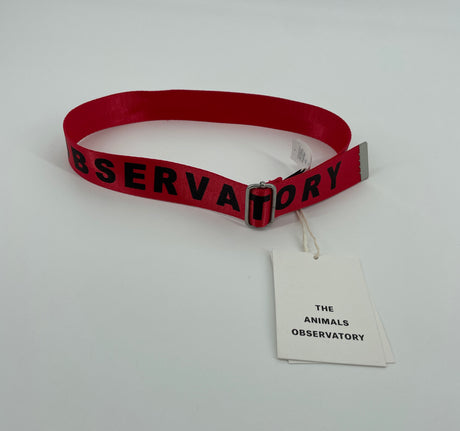 BSERVATORY
THE
ANIMALS
OBSERVATORY